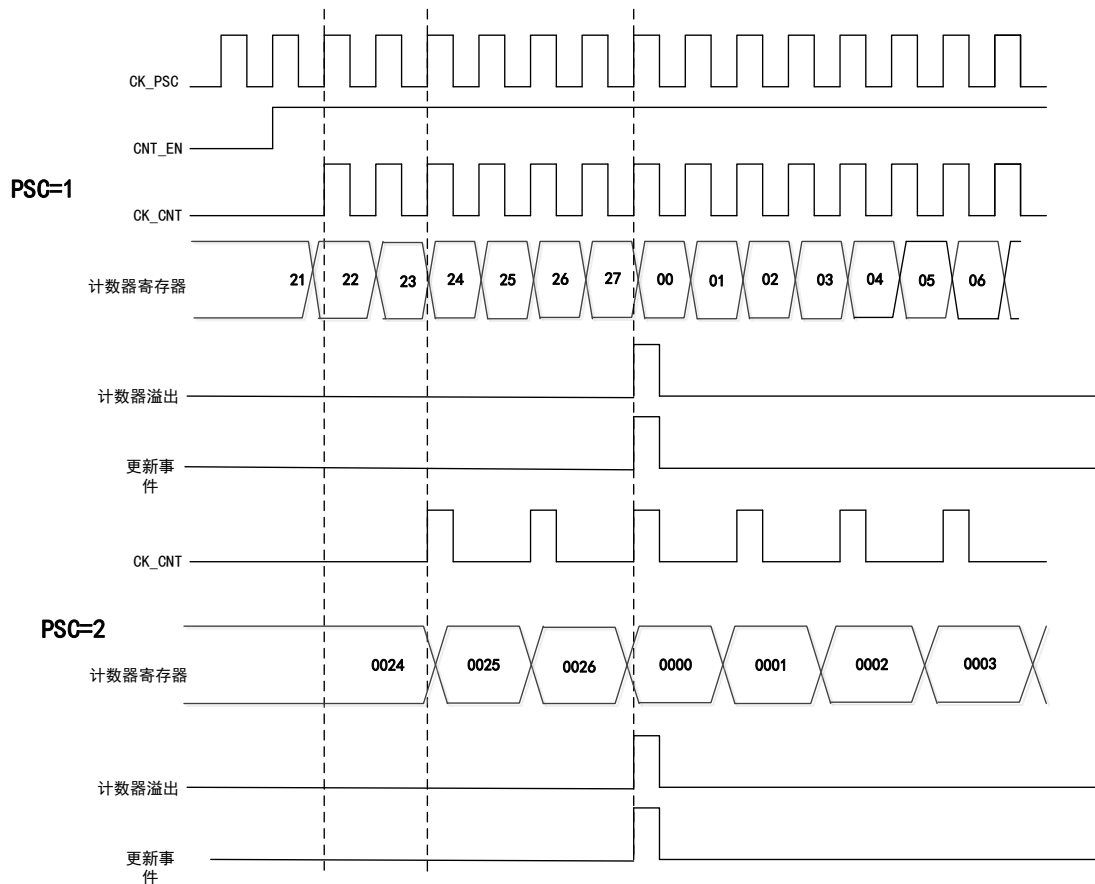 CK_PSC
CNT_EN
PSC=1
CK_CNT
计数器寄存器
21 22 23 24 25 26 27 00 01 02 03 04 05 06
计数器溢出
更新事
件
CK_CNT
PSC=2
计数器寄存器
0024 0025 0026 0000 0001 0002 0003
计数器溢出
更新事
件